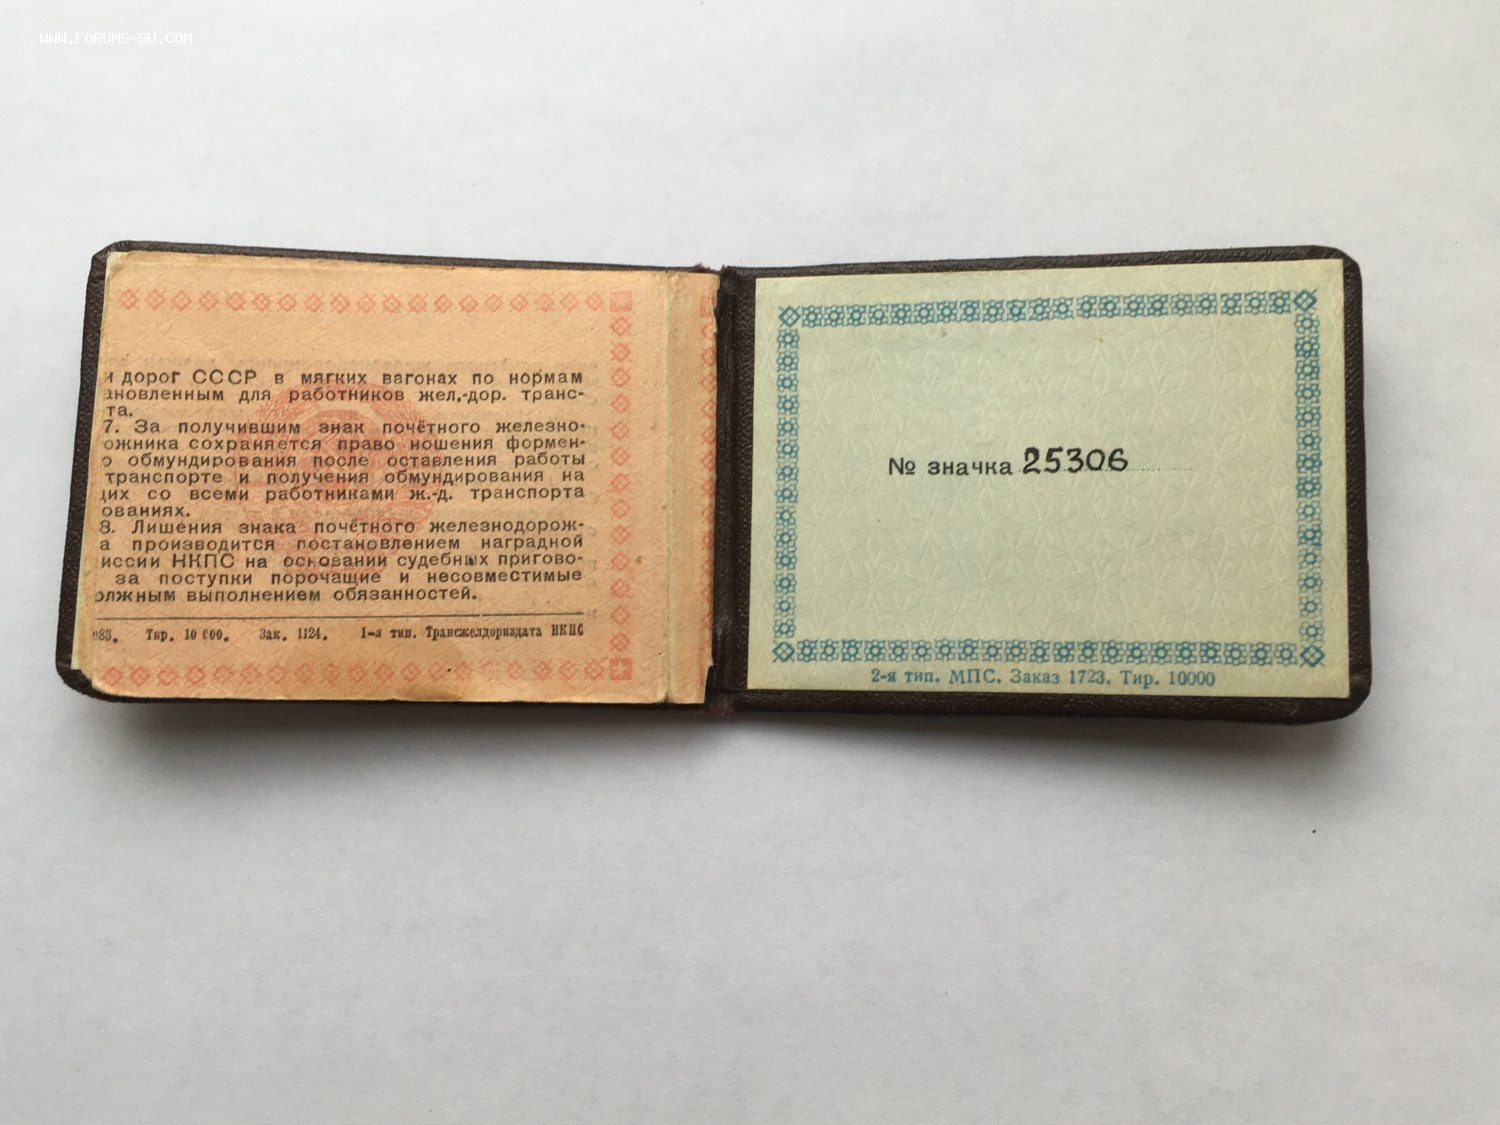 WWW.FORUMS-SU.COM
дорог СССР в мягких вагонах по нормам
новленным для работников жел.-дор. транс-
та.
7. За получившим знак почётного железно-
ожника сохраняется право ношения формен-
обмундирования после оставления работы
транспорте и получения обмундирования на
их со всеми работниками ж.-д. транспорта
ованиях.
8. Лишения знака почётного железнодорож-
а производится постановлением наградной
иссии НКПС на основании судебных пригово-
за поступки порочащие и несовместимые
олжным выполнением обязанностей.
83. Тир. 10 000. Зак. 1124. 1-я тип. Трансжелдориздата НКПС
№ значка 25306
2-я тип. МПС. Заказ 1723. Тир. 10000